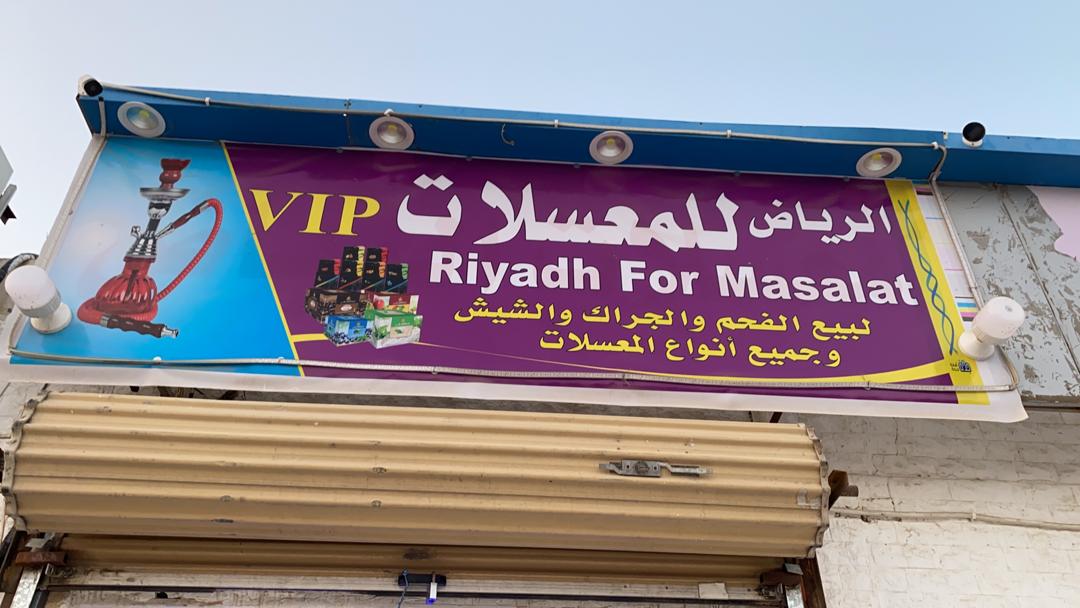 الرياض للمعسلات VIP
Riyadh For Masalat
لبيع الفحم والجراك والشيش
وجميع أنواع المعسلات